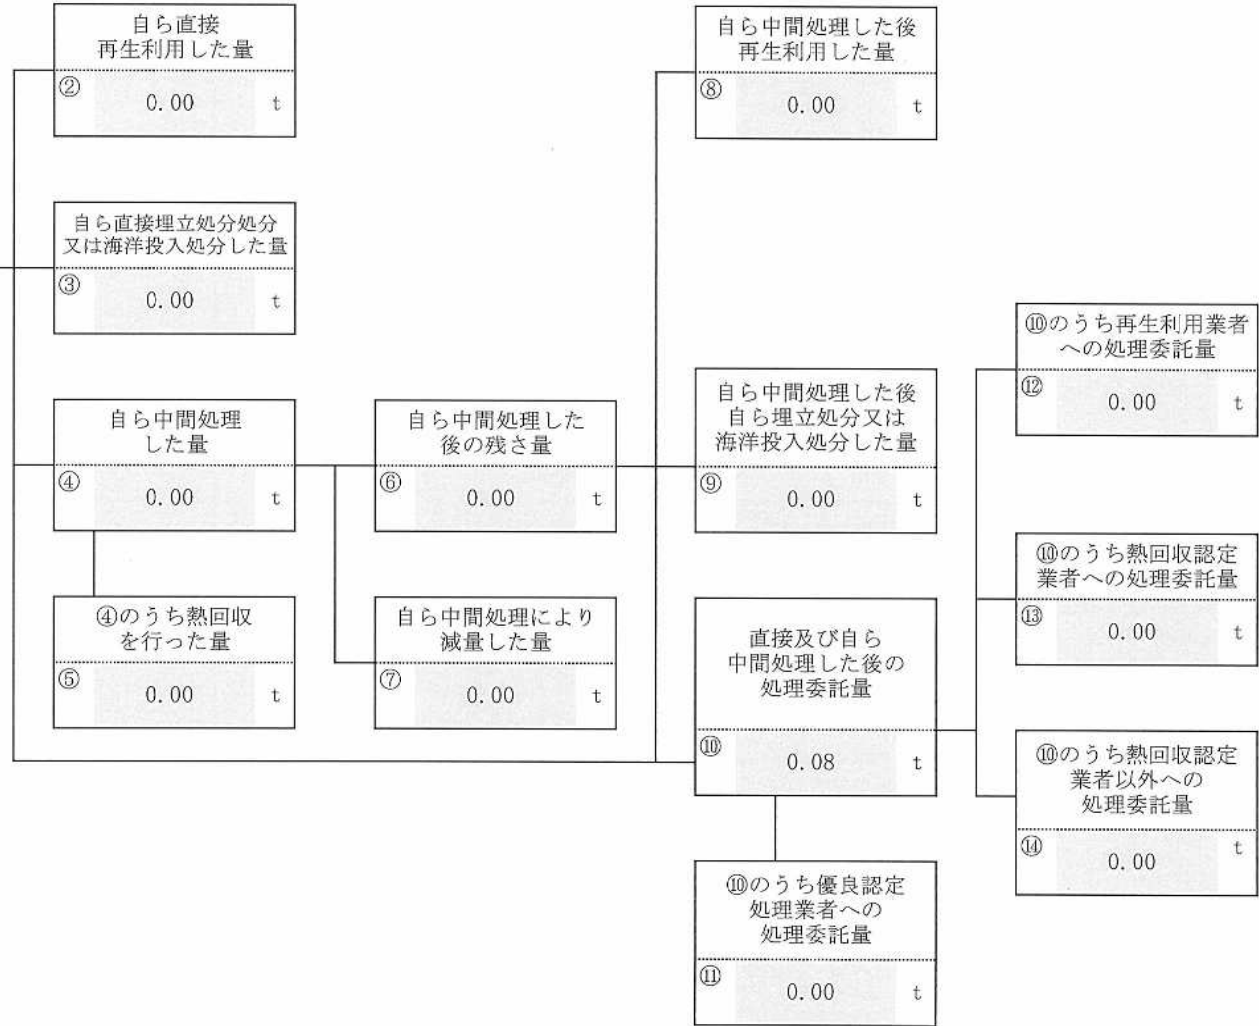 自ら直接
再生利用した量
②
0.00
t
自ら直接埋立処分処分
又は海洋投入処分した量
③
0.00
t
自ら中間処理
した量
④
0.00
t
④のうち熱回収
を行った量
⑤
0.00
t
自ら中間処理した
後の残さ量
⑥
0.00
t
自ら中間処理により
減量した量
⑦
0.00
t
自ら中間処理した後
再生利用した量
⑧
0.00
t
自ら中間処理した後
自ら埋立処分又は
海洋投入処分した量
⑨
0.00
t
直接及び自ら
中間処理した後の
処理委託量
⑩
0.08
t
⑩のうち優良認定
処理業者への
処理委託量
⑪
0.00
t
⑩のうち再生利用業者
への処理委託量
⑫
0.00
t
⑩のうち熱回収認定
業者への処理委託量
⑬
0.00
t
⑩のうち熱回収認定
業者以外への
処理委託量
⑭
0.00
t